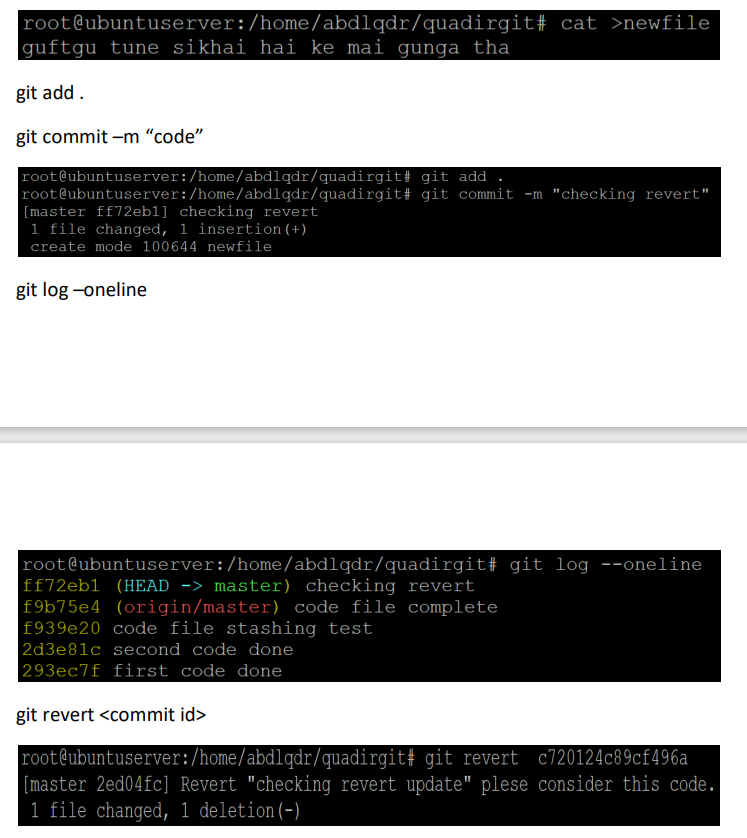 root@ubuntuserver:/home/abdlqdr/quadirgit# cat >newfile
guftgu tune sikhai hai ke mai gunga tha
git add .
git commit –m “code”
root@ubuntuserver:/home/abdlqdr/quadirgit# git add .
root@ubuntuserver:/home/abdlqdr/quadirgit# git commit -m "checking revert"
[master ff72eb1] checking revert
 1 file changed, 1 insertion(+)
 create mode 100644 newfile
git log –oneline
root@ubuntuserver:/home/abdlqdr/quadirgit# git log --oneline
ff72eb1 (HEAD -> master) checking revert
f9b75e4 (origin/master) code file complete
f939e20 code file stashing test
2d3e81c second code done
293ec7f first code done
git revert <commit id>
root@ubuntuserver:/home/abdlqdr/quadirgit# git revert  c720124c89cf496a
[master 2ed04fc] Revert "checking revert update" plese consider this code.
 1 file changed, 1 deletion(-)